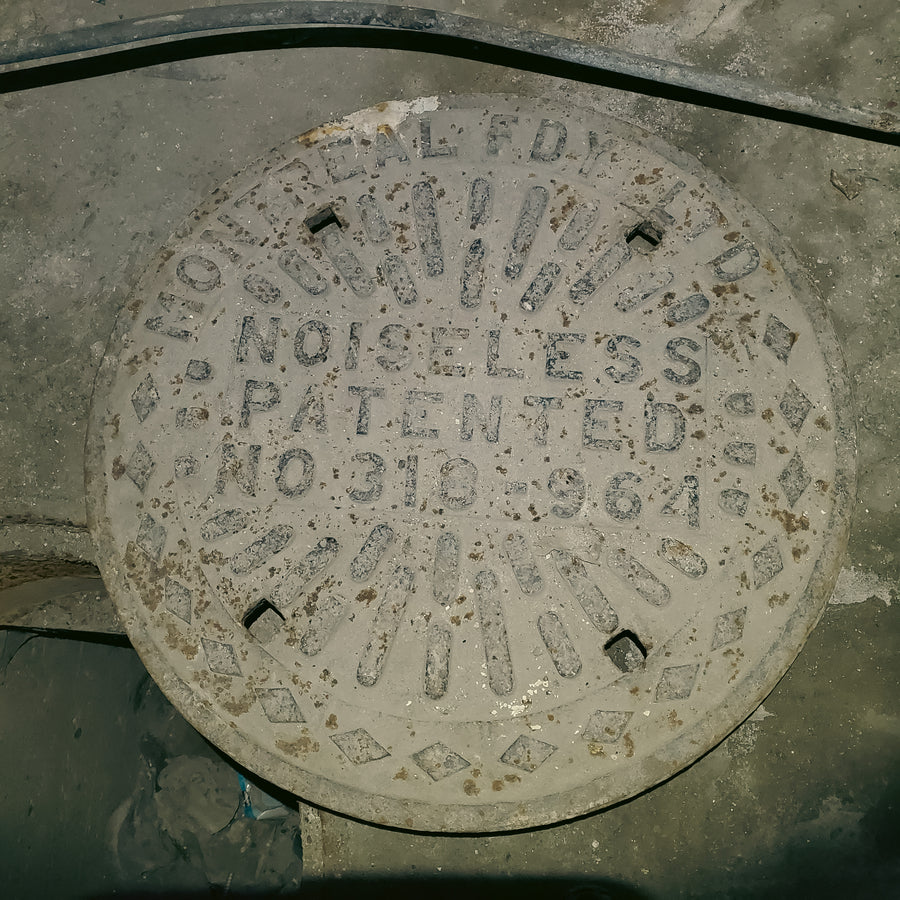 MONTREAL FDY LTD
NOISELESS
PATENTED
NO 318-964